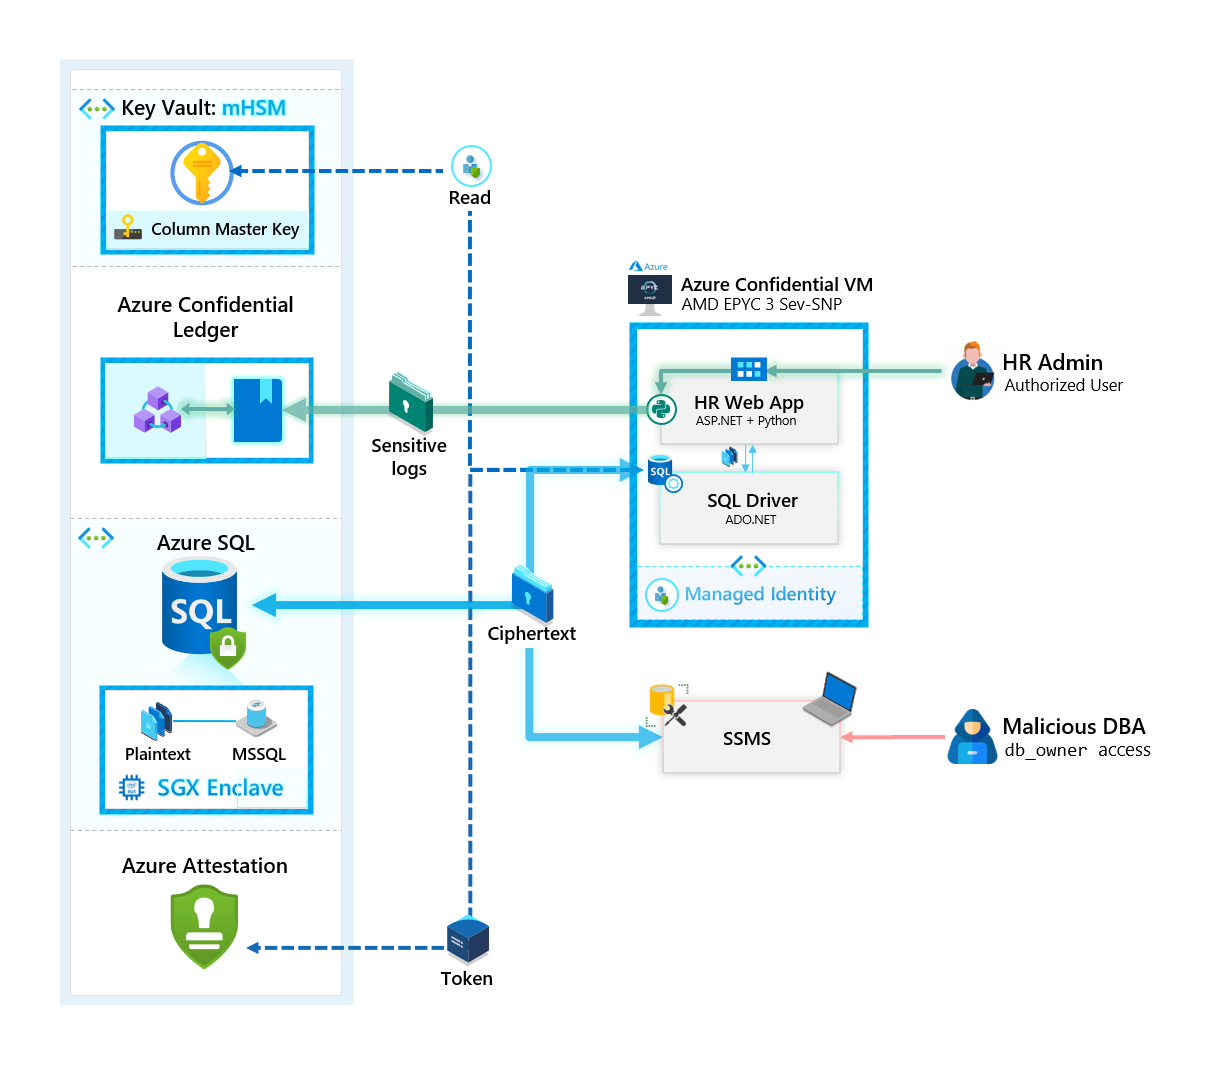 Key Vault: mHSM
Column Master Key
Read
Azure Confidential
Ledger
Sensitive
logs
Azure
EPYC
AMD
Azure Confidential VM
AMD EPYC 3 Sev-SNP
HR Web App
ASP.NET + Python
HR Admin
Authorized User
SQL
SQL Driver
ADO.NET
Managed Identity
Azure SQL
SQL
Ciphertext
Plaintext
MSSQL
SGX Enclave
SSMS
Malicious DBA
db_owner access
Azure Attestation
Token